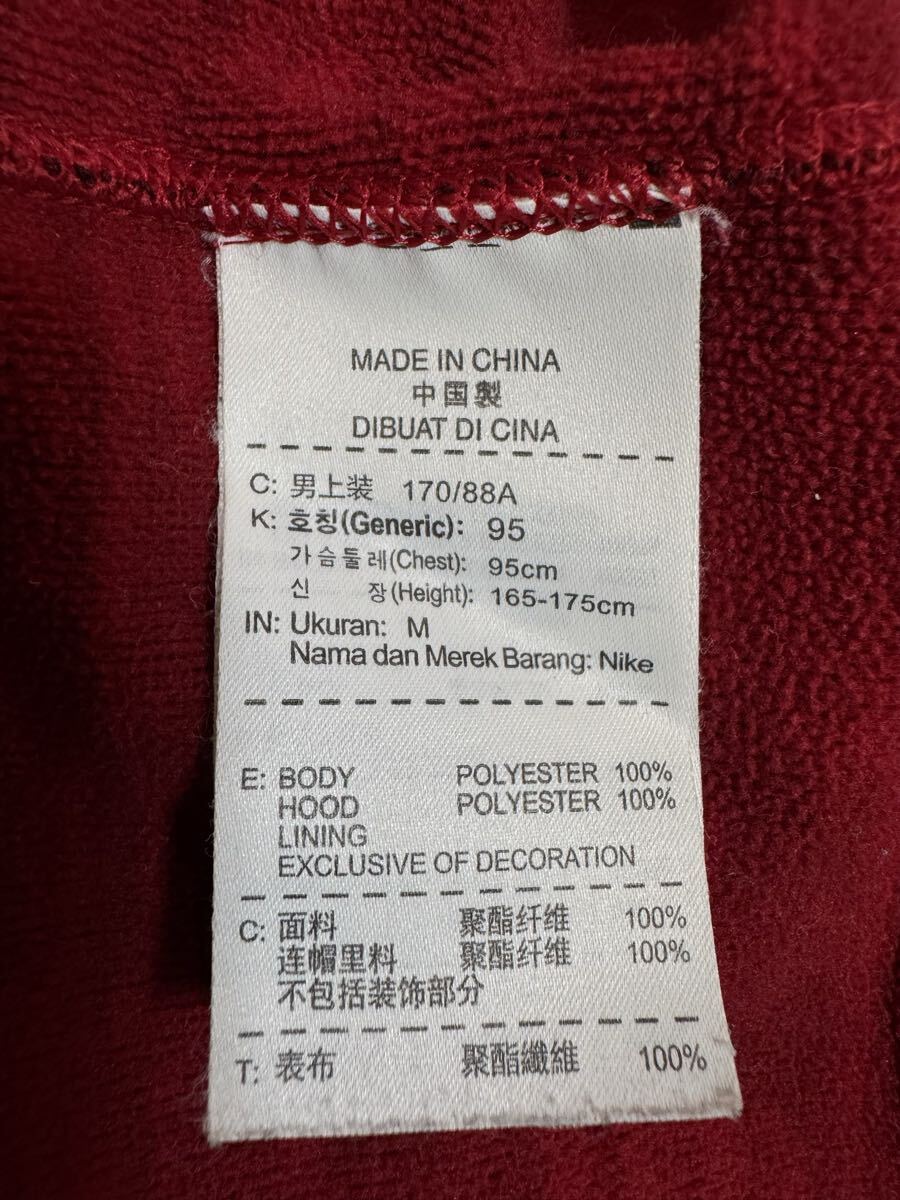 MADE IN CHINA
中国製
DIBUAT DI CINA
C: 男上装 170/88A
K: 호칭(Generic): 95
가슴둘레(Chest): 95cm
신 장(Height): 165-175cm
IN: Ukuran: M
Nama dan Merek Barang: Nike
E: BODY POLYESTER 100%
HOOD POLYESTER 100%
LINING
EXCLUSIVE OF DECORATION
C: 面料 聚酯纤维 100%
连帽里料 聚酯纤维 100%
不包括装饰部分
T: 表布 聚酯纖維 100%